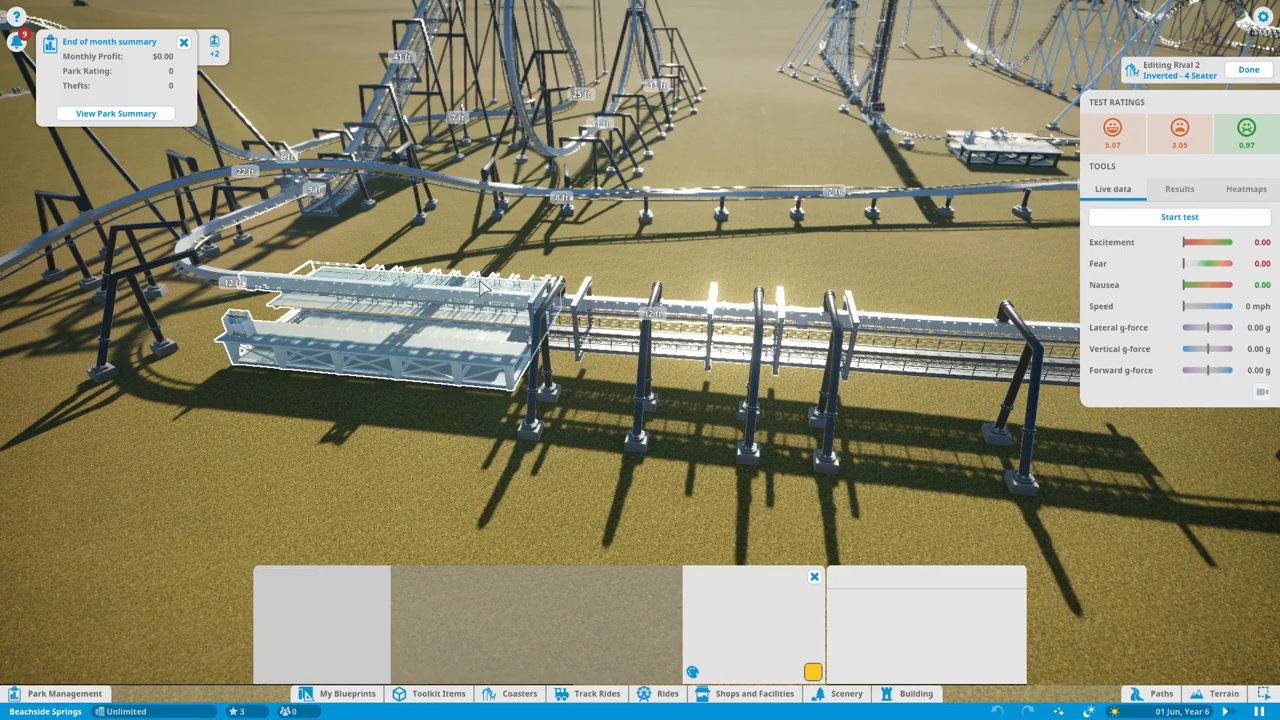 ?
9
End of month summary
Monthly Profit: $0.00
Park Rating: 0
Thefts: 0
View Park Summary
+2
41 ft
25 ft
11 ft
7 ft
11 ft
6 ft
22 ft
9 ft
8 ft
7 ft
12 ft
12 ft
Editing Rival 2
Inverted - 4 Seater
Done
TEST RATINGS
5.07 3.05 0.97
TOOLS
Live data Results Heatmaps
Start test
Excitement 0.00
Fear 0.00
Nausea 0.00
Speed 0 mph
Lateral g-force 0.00 g
Vertical g-force 0.00 g
Forward g-force 0.00 g
Park Management My Blueprints Toolkit Items Coasters Track Rides Rides Shops and Facilities Scenery Building Paths Terrain
Beachside Springs Unlimited 3 0 01 Jun, Year 6